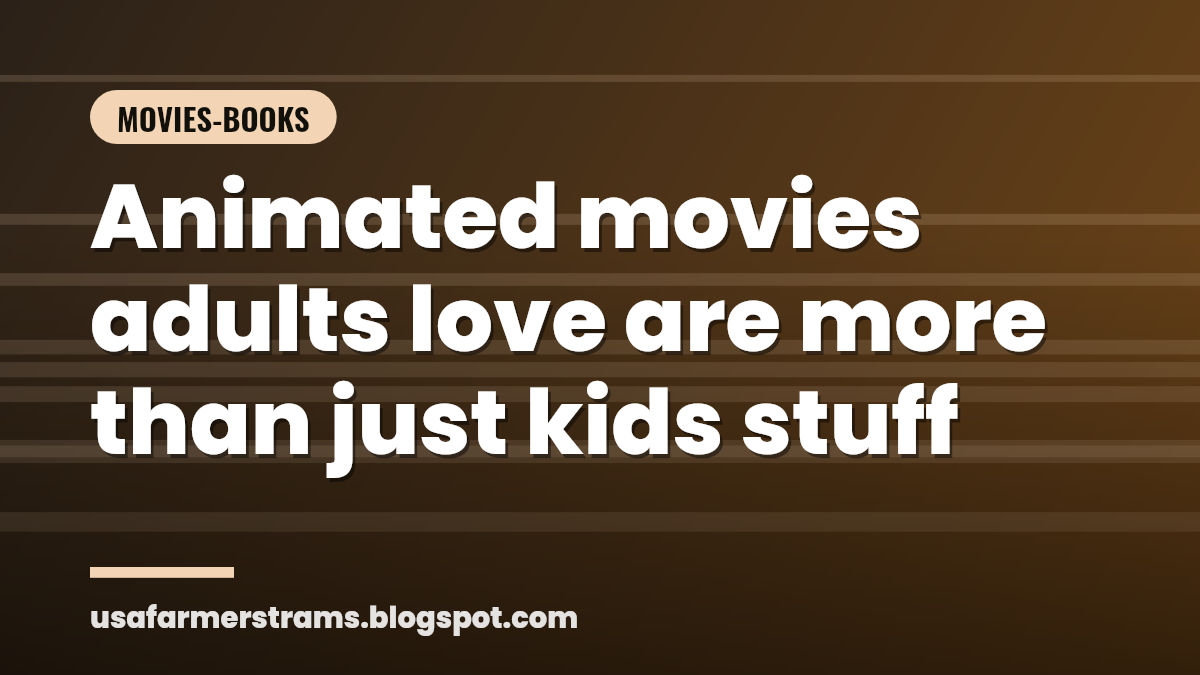 MOVIES-BOOKS
Animated movies
adults love are more
than just kids stuff
usafarmerstrams.blogspot.com